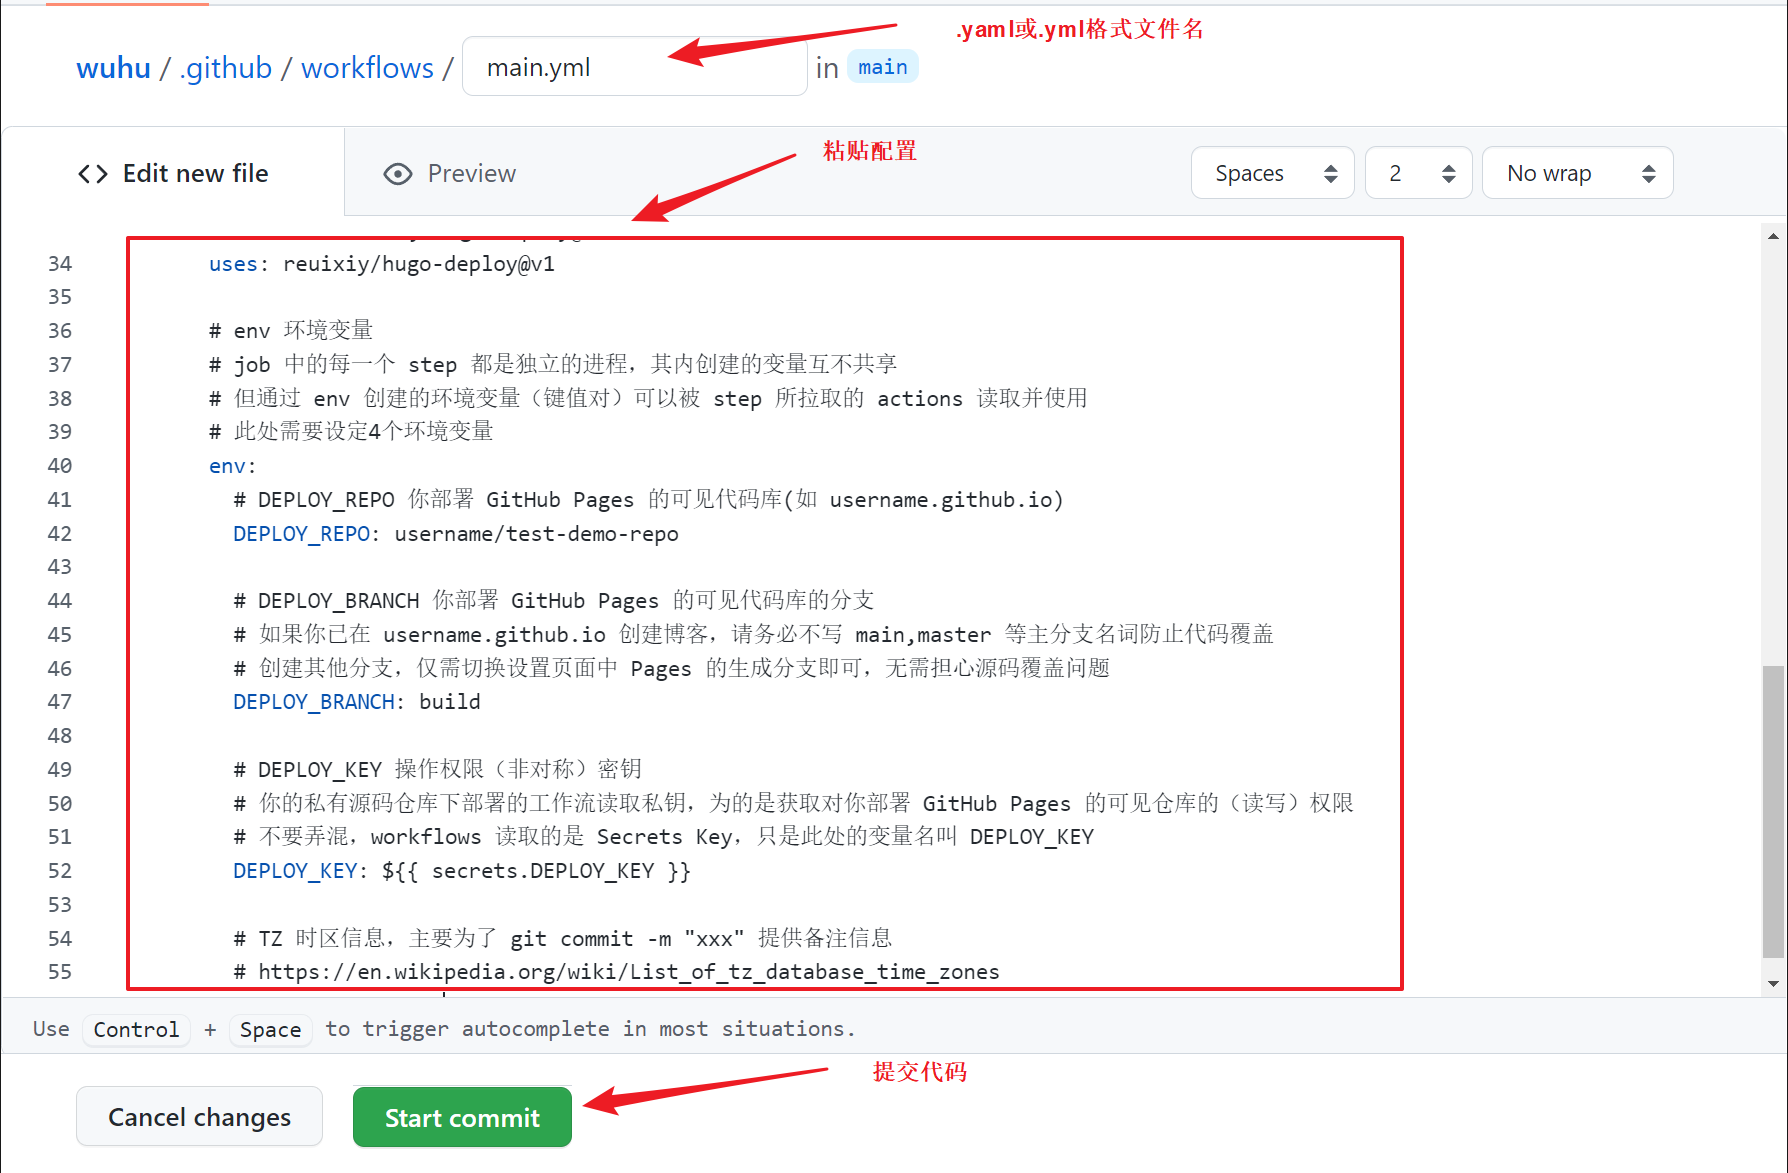 .yaml或.yml格式文件名
wuhu / .github / workflows / main.yml in main
粘贴配置
<> Edit new file Preview Spaces 2 No wrap
34 uses: reuixiy/hugo-deploy@v1
35
36 # env 环境变量
37 # job 中的每一个 step 都是独立的进程，其内创建的变量互不共享
38 # 但通过 env 创建的环境变量（键值对）可以被 step 所拉取的 actions 读取并使用
39 # 此处需要设定4个环境变量
40 env:
41 # DEPLOY_REPO 你部署 GitHub Pages 的可见代码库(如 username.github.io)
42 DEPLOY_REPO: username/test-demo-repo
43
44 # DEPLOY_BRANCH 你部署 GitHub Pages 的可见代码库的分支
45 # 如果你已在 username.github.io 创建博客，请务必不写 main,master 等主分支名词防止代码覆盖
46 # 创建其他分支，仅需切换设置页面中 Pages 的生成分支即可，无需担心源码覆盖问题
47 DEPLOY_BRANCH: build
48
49 # DEPLOY_KEY 操作权限（非对称）密钥
50 # 你的私有源码仓库下部署的工作流读取私钥，为的是获取对你部署 GitHub Pages 的可见仓库的（读写）权限
51 # 不要弄混，workflows 读取的是 Secrets Key，只是此处的变量名叫 DEPLOY_KEY
52 DEPLOY_KEY: ${{ secrets.DEPLOY_KEY }}
53
54 # TZ 时区信息，主要为了 git commit -m "xxx" 提供备注信息
55 # https://en.wikipedia.org/wiki/List_of_tz_database_time_zones
Use Control + Space to trigger autocomplete in most situations.
提交代码
Cancel changes Start commit